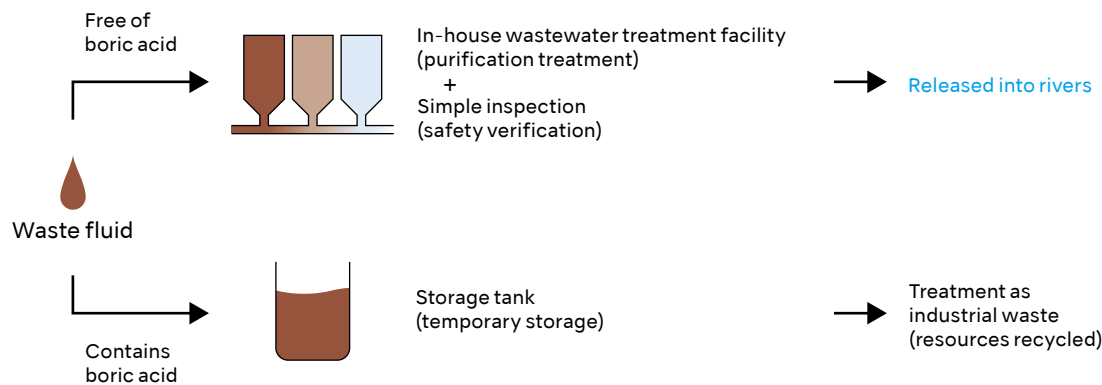 Free of
boric acid
In-house wastewater treatment facility
(purification treatment)
+
Simple inspection
(safety verification)
Released into rivers
Waste fluid
Contains
boric acid
Storage tank
(temporary storage)
Treatment as
industrial waste
(resources recycled)